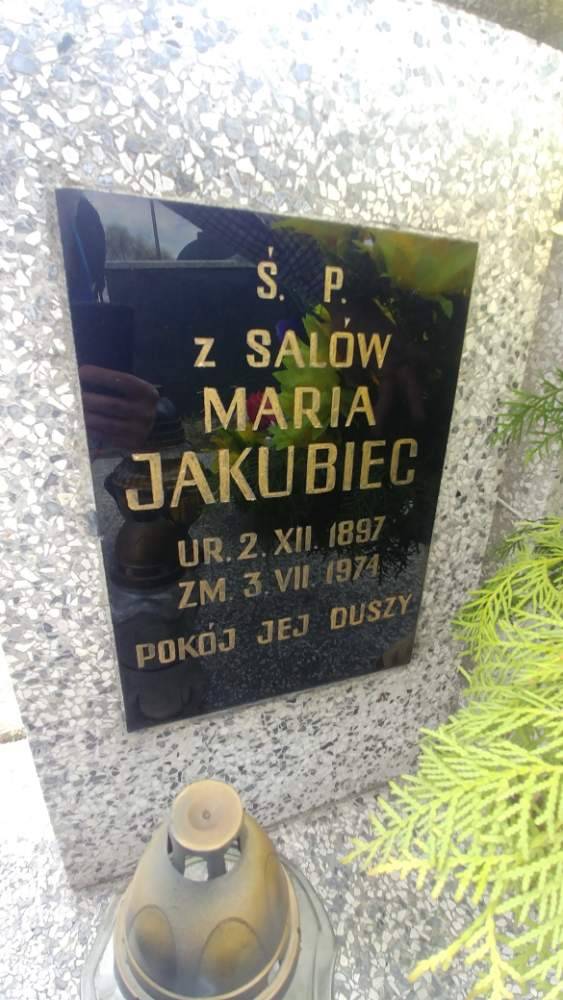 Ś. P.
z SALÓW
MARIA
JAKUBIEC
UR. 2. XII. 1897
ZM. 3. VII. 1974
POKÓJ JEJ DUSZY